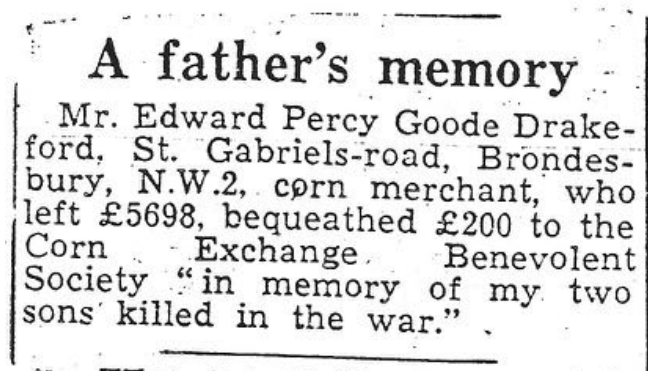 A father's memory
Mr. Edward Percy Goode Drake-
ford, St. Gabriels-road, Brondes-
bury, N.W.2, corn merchant, who
left £5698, bequeathed £200 to the
Corn Exchange Benevolent
Society "in memory of my two
sons killed in the war."